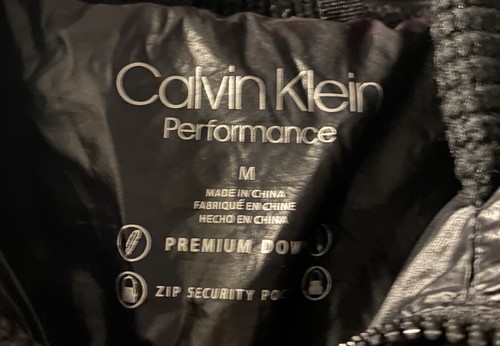 Calvin Klein
Performance
M
MADE IN CHINA
FABRIQUÉ EN CHINE
HECHO EN CHINA
PREMIUM DOW
ZIP SECURITY PO